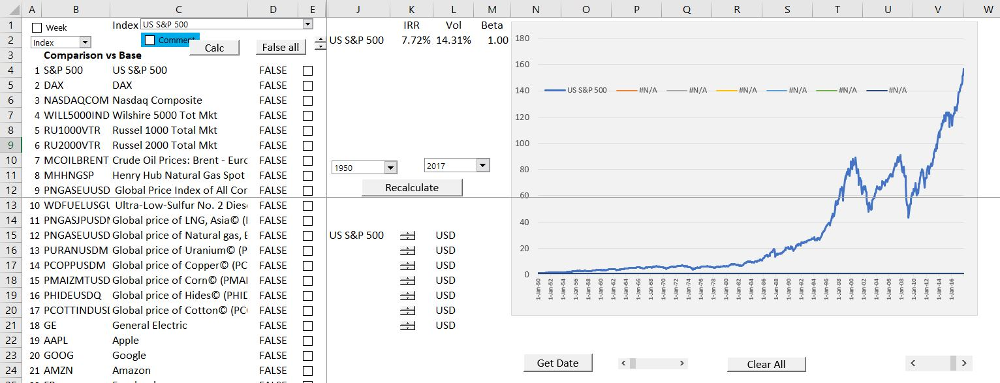 A B C D E J K L M N O P Q R S T U V W
1 Week Index US S&P 500 IRR Vol Beta
2 Index Comment Calc False all US S&P 500 7.72% 14.31% 1.00
3 Comparison vs Base
4 1 S&P 500 US S&P 500 FALSE
5 2 DAX DAX FALSE
6 3 NASDAQCOM Nasdaq Composite FALSE
7 4 WILL5000IND Wilshire 5000 Tot Mkt FALSE
8 5 RU1000VTR Russel 1000 Total Mkt FALSE
9 6 RU2000VTR Russel 2000 Total Mkt FALSE
10 7 MCOILBRENT Crude Oil Prices: Brent - Euro FALSE
11 8 MHHNGSP Henry Hub Natural Gas Spot FALSE
12 9 PNGASEUUSD Global Price Index of All Cor FALSE
13 10 WDFUELUSGU Ultra-Low-Sulfur No. 2 Diese FALSE
14 11 PNGASJPUSDM Global price of LNG, Asia© (I FALSE
15 12 PNGASEUUSD Global price of Natural gas, E FALSE US S&P 500 USD
16 13 PURANUSDM Global price of Uranium© (P FALSE USD
17 14 PCOPPUSDM Global price of Copper© (PC FALSE USD
18 15 PMAIZMTUSD Global price of Corn© (PMAI FALSE USD
19 16 PHIDEUSDQ Global price of Hides© (PHID FALSE USD
20 17 PCOTTINDUSD Global price of Cotton© (PC FALSE USD
21 18 GE General Electric FALSE USD
22 19 AAPL Apple FALSE
23 20 GOOG Google FALSE
24 21 AMZN Amazon FALSE
1950 2017
Recalculate
180
160
140
120
100
80
60
40
20
0
US S&P 500 #N/A #N/A #N/A #N/A #N/A #N/A
1-Jan-50 1-Jan-52 1-Jan-54 1-Jan-56 1-Jan-58 1-Jan-60 1-Jan-62 1-Jan-64 1-Jan-66 1-Jan-68 1-Jan-70 1-Jan-72 1-Jan-74 1-Jan-76 1-Jan-78 1-Jan-80 1-Jan-82 1-Jan-84 1-Jan-86 1-Jan-88 1-Jan-90 1-Jan-92 1-Jan-94 1-Jan-96 1-Jan-98 1-Jan-00 1-Jan-02 1-Jan-04 1-Jan-06 1-Jan-08 1-Jan-10 1-Jan-12 1-Jan-14 1-Jan-16
Get Date Clear All